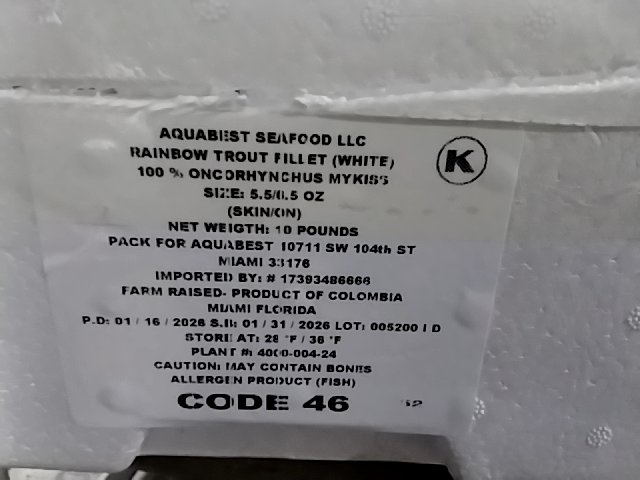 AQUABEST SEAFOOD LLC
RAINBOW TROUT FILLET (WHITE)
K
100 % ONCORHYNCHUS MYKISS
SIZE: 5.5/6.5 OZ
(SKIN/ON)
NET WEIGTH: 10 POUNDS
PACK FOR AQUABEST 10711 SW 104th ST
MIAMI 33176
IMPORTED BY: # 17393486666
FARM RAISED- PRODUCT OF COLOMBIA
MIAMI FLORIDA
P.D: 01 / 16 / 2026 S.B: 01 / 31 / 2026 LOT: 005200
STORE AT: 28 °F / 36 °F
PLANT #: 4000-004-24
CAUTION: MAY CONTAIN BONES
ALLERGEN PRODUCT (FISH)
CODE 46